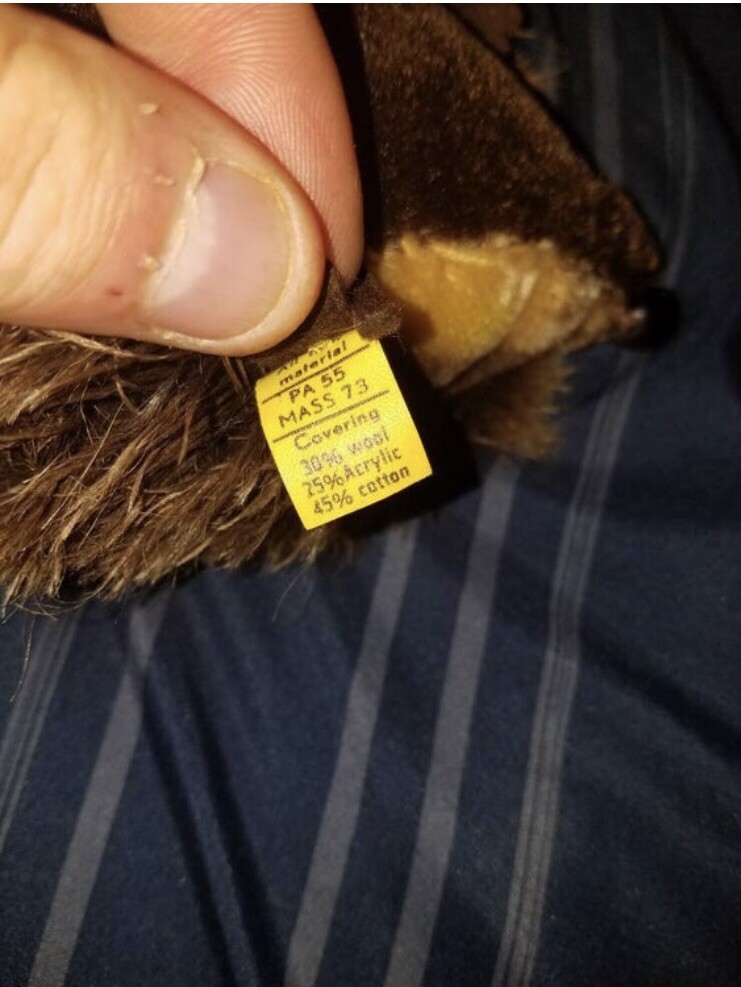 material
PA 55
MASS 73
Covering
30% wool
25% Acrylic
45% cotton